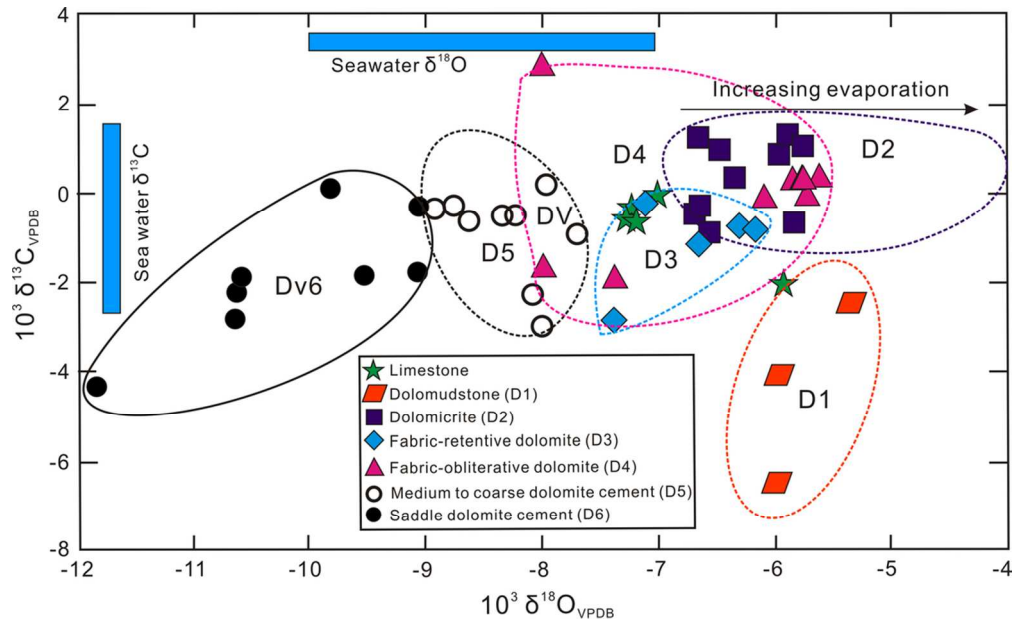 4
2
0
-2
-4
-6
-8
10³ δ¹³C_VPDB
Sea water δ¹³C
Seawater δ¹⁸O
Increasing evaporation
D4
D2
DV
D5
D3
Dv6
D1
Limestone
Dolomudstone (D1)
Dolomicrite (D2)
Fabric-retentive dolomite (D3)
Fabric-obliterative dolomite (D4)
Medium to coarse dolomite cement (D5)
Saddle dolomite cement (D6)
-12 -11 -10 -9 -8 -7 -6 -5 -4
10³ δ¹⁸O_VPDB